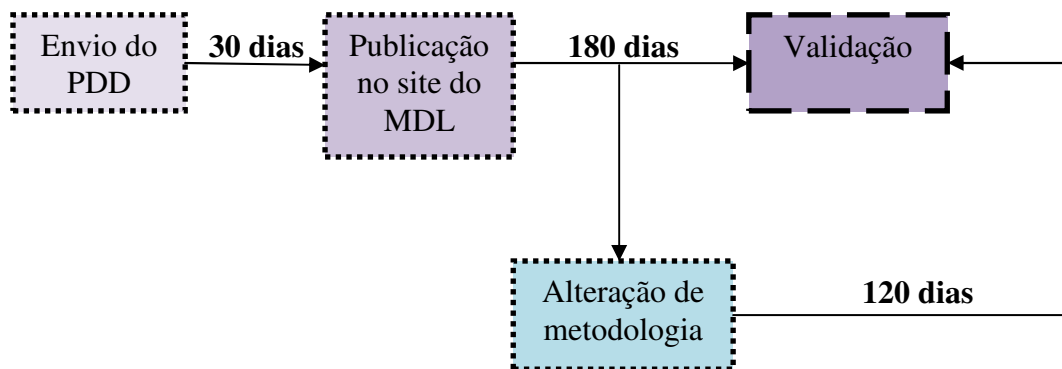 Envio do
PDD
30 dias
Publicação
no site do
MDL
180 dias
Validação
Alteração de
metodologia
120 dias